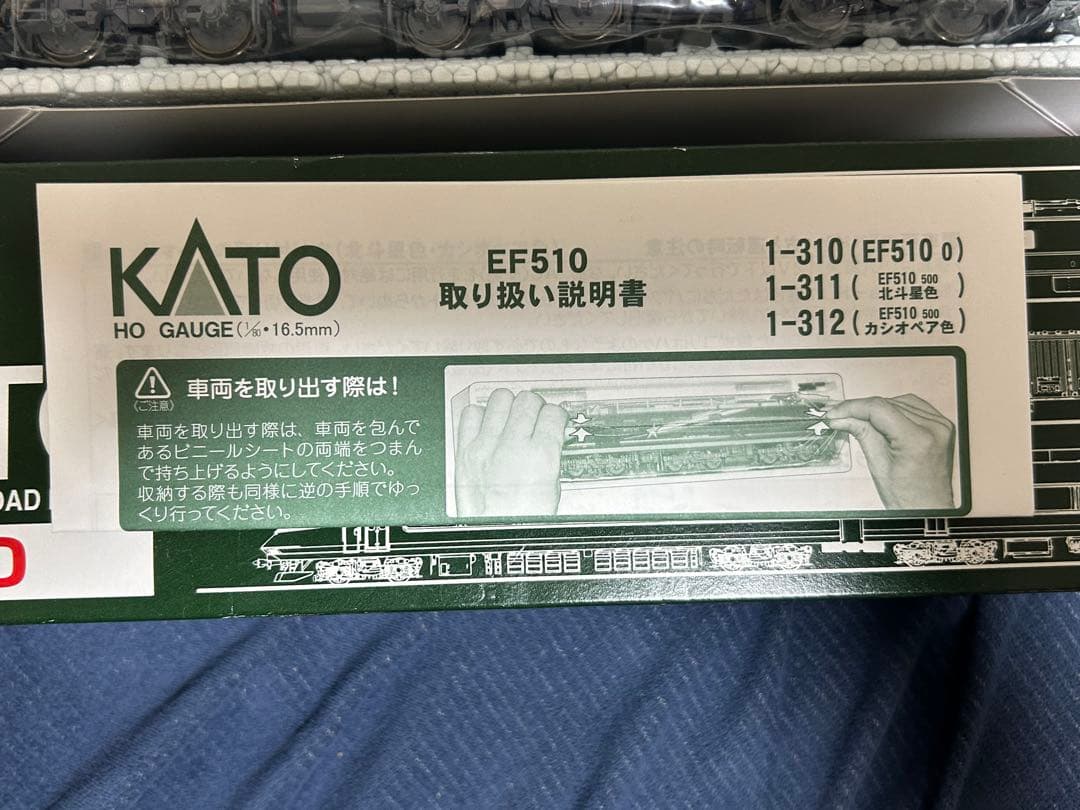 KATO
HO GAUGE(1/80・16.5mm)
EF510
取り扱い説明書
1-310(EF510 0)
1-311(EF510 500 北斗星色)
1-312(EF510 500 カシオペア色)
(ご注意)
車両を取り出す際は!
車両を取り出す際は、車両を包んで
あるビニールシートの両端をつまん
で持ち上げるようにしてください。
収納する際も同様に逆の手順でゆっ
くり行ってください。
OAD